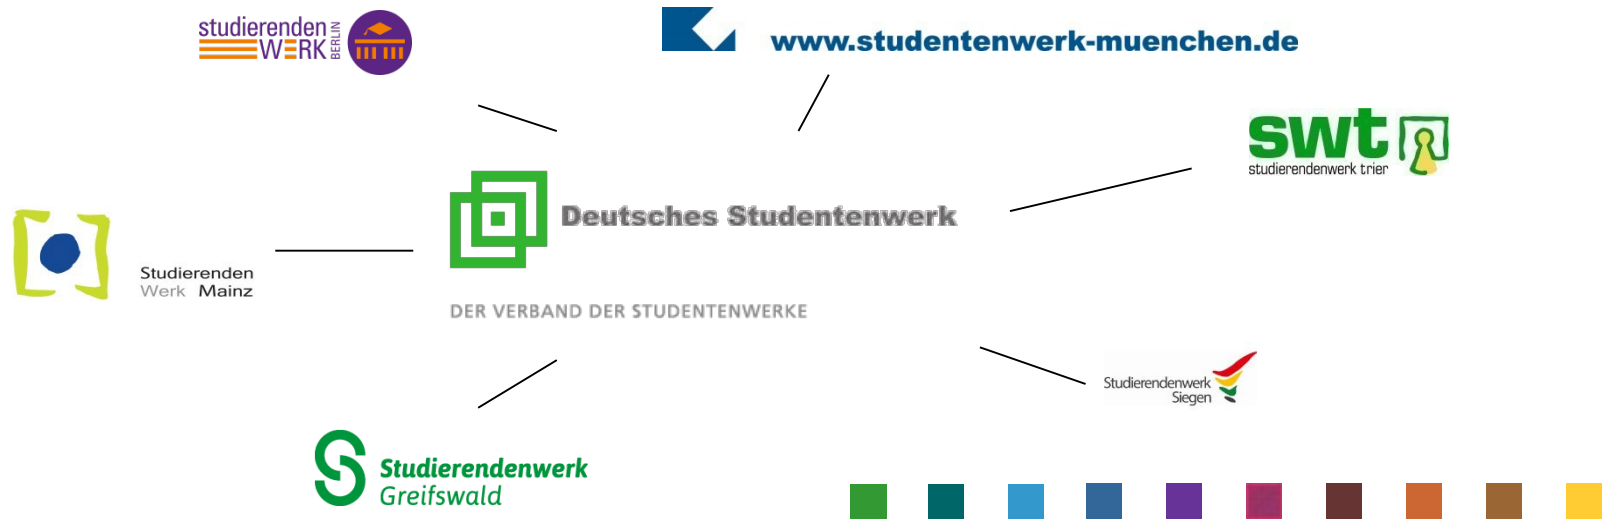 studierenden
WERK
BERLIN
www.studentenwerk-muenchen.de
swt
studierendenwerk trier
Deutsches Studentenwerk
DER VERBAND DER STUDENTENWERKE
Studierenden
Werk Mainz
Studierendenwerk
Siegen
Studierendenwerk
Greifswald